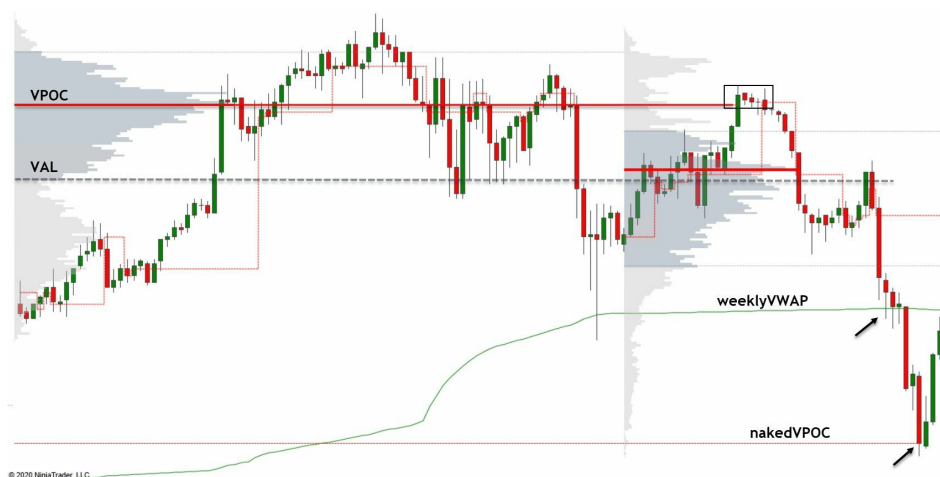 VPOC
VAL
weeklyVWAP
nakedVPOC
© 2020 NinjaTrader, LLC